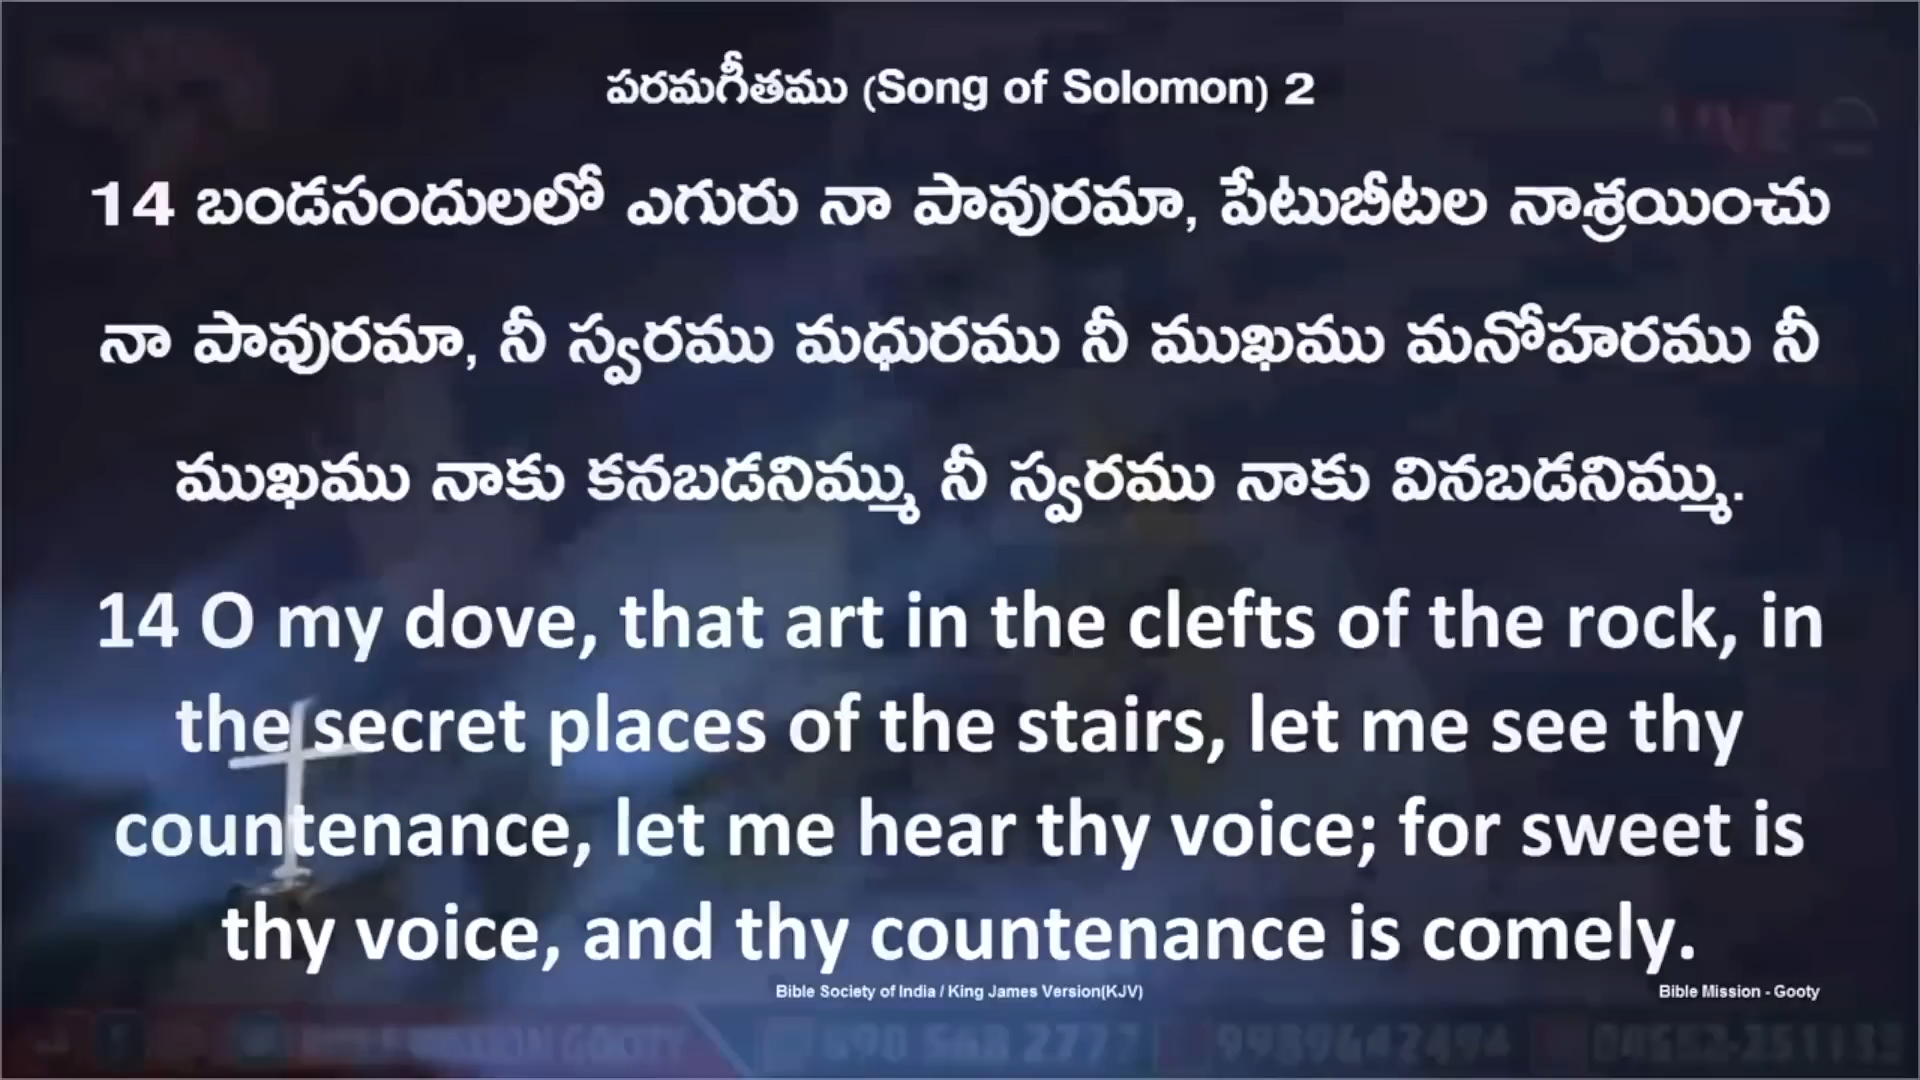 పరమగీతము (Song of Solomon) 2
LIVE
14 బండసందులలో ఎగురు నా పావురమా, పేటుబీటల నాశ్రయించు
నా పావురమా, నీ స్వరము మధురము నీ ముఖము మనోహరము నీ
ముఖము నాకు కనబడనిమ్ము నీ స్వరము నాకు వినబడనిమ్ము.
14 O my dove, that art in the clefts of the rock, in
the secret places of the stairs, let me see thy
countenance, let me hear thy voice; for sweet is
thy voice, and thy countenance is comely.
Bible Society of India / King James Version(KJV)
Bible Mission - Gooty